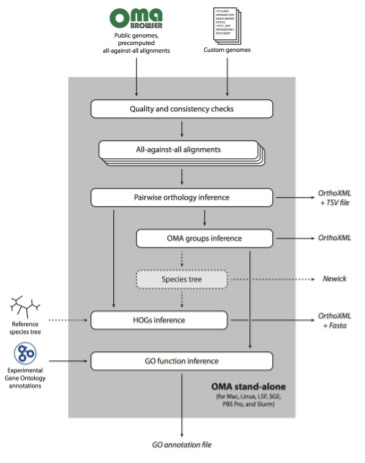 OMA
BROWSER
Public genomes,
precomputed
all-against-all alignments
Custom genomes
Quality and consistency checks
All-against-all alignments
Pairwise orthology inference
OrthoXML
+ TSV file
OMA groups inference
OrthoXML
Species tree
Newick
Reference
species tree
HOGs inference
OrthoXML
+ Fasta
Experimental
Gene Ontology
annotations
GO function inference
OMA stand-alone
(for Mac, Linux, LSF, SGE,
PBS Pro, and Slurm)
GO annotation file